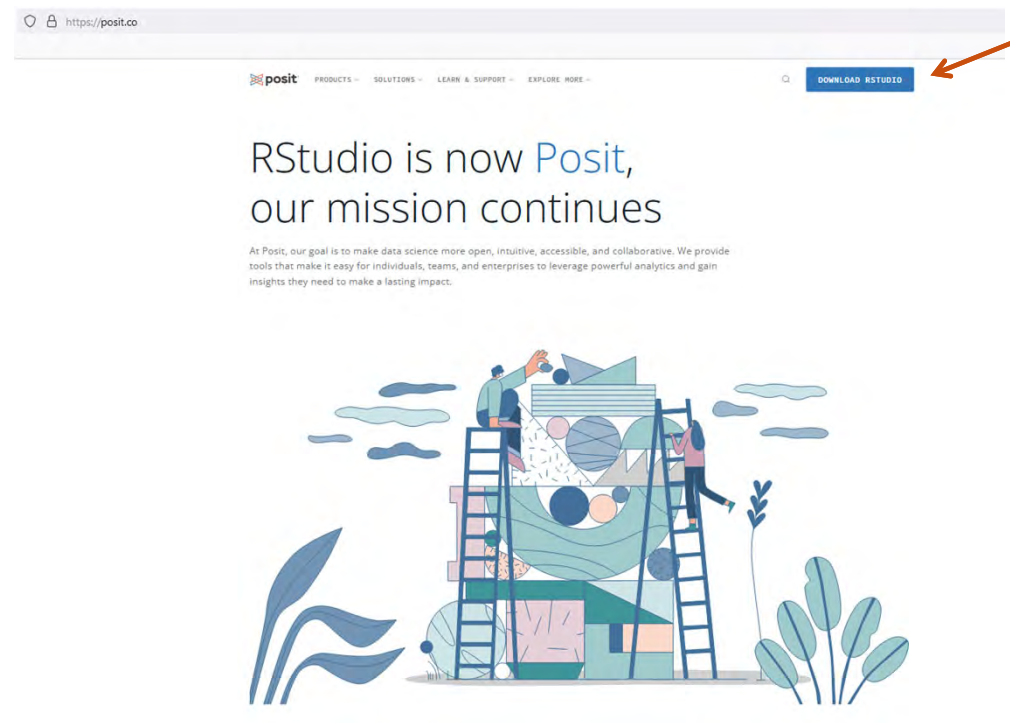 https://posit.co
posit PRODUCTS SOLUTIONS LEARN & SUPPORT EXPLORE MORE DOWNLOAD RSTUDIO
RStudio is now Posit,
our mission continues
At Posit, our goal is to make data science more open, intuitive, accessible, and collaborative. We provide
tools that make it easy for individuals, teams, and enterprises to leverage powerful analytics and gain
insights they need to make a lasting impact.